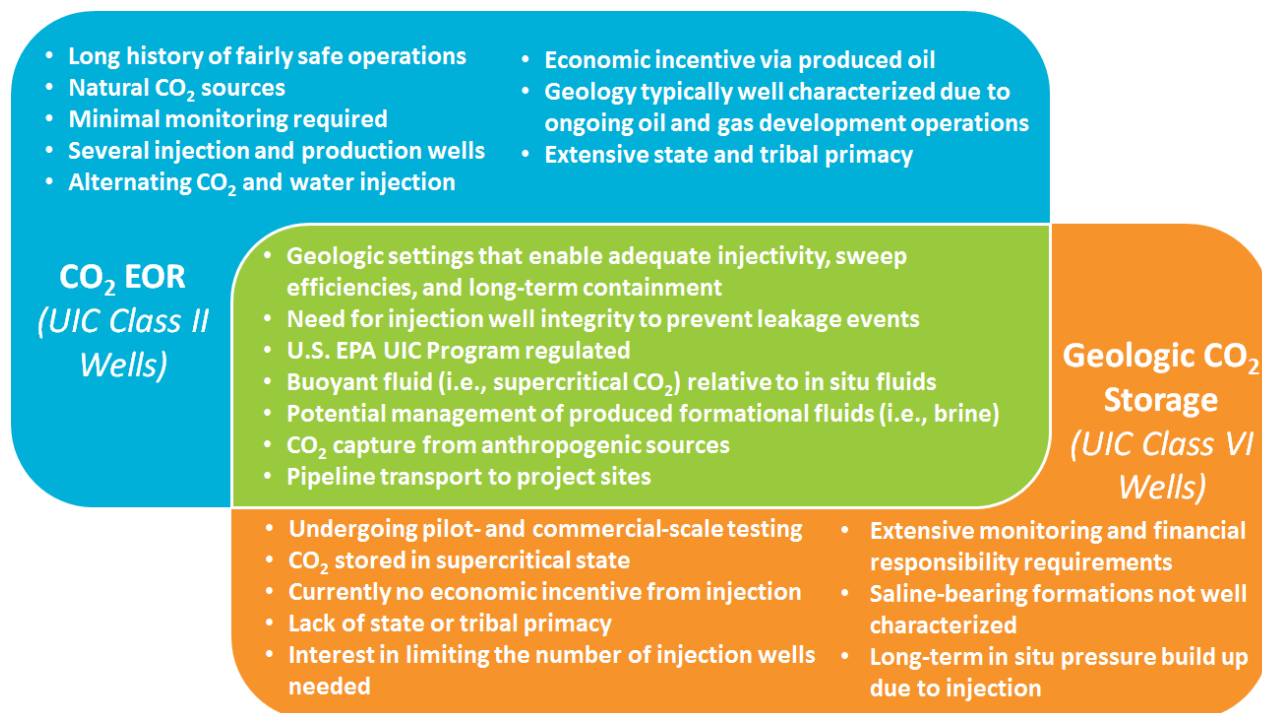 • Long history of fairly safe operations
• Natural CO₂ sources
• Minimal monitoring required
• Several injection and production wells
• Alternating CO₂ and water injection
• Economic incentive via produced oil
• Geology typically well characterized due to
ongoing oil and gas development operations
• Extensive state and tribal primacy
CO₂ EOR
(UIC Class II
Wells)
• Geologic settings that enable adequate injectivity, sweep
efficiencies, and long-term containment
• Need for injection well integrity to prevent leakage events
• U.S. EPA UIC Program regulated
• Buoyant fluid (i.e., supercritical CO₂) relative to in situ fluids
• Potential management of produced formational fluids (i.e., brine)
• CO₂ capture from anthropogenic sources
• Pipeline transport to project sites
Geologic CO₂
Storage
(UIC Class VI
Wells)
• Undergoing pilot- and commercial-scale testing
• CO₂ stored in supercritical state
• Currently no economic incentive from injection
• Lack of state or tribal primacy
• Interest in limiting the number of injection wells
needed
• Extensive monitoring and financial
responsibility requirements
• Saline-bearing formations not well
characterized
• Long-term in situ pressure build up
due to injection